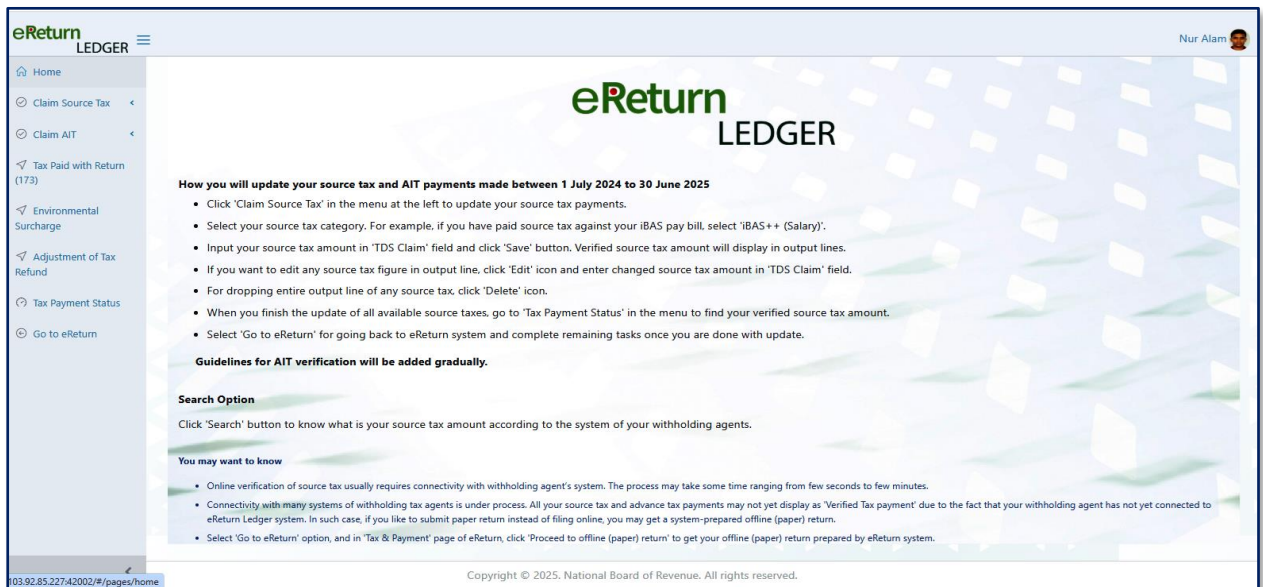 eReturn
LEDGER
Nur Alam
Home
Claim Source Tax
Claim AIT
Tax Paid with Return
(173)
Environmental
Surcharge
Adjustment of Tax
Refund
Tax Payment Status
Go to eReturn
eReturn
LEDGER
How you will update your source tax and AIT payments made between 1 July 2024 to 30 June 2025
• Click 'Claim Source Tax' in the menu at the left to update your source tax payments.
• Select your source tax category. For example, if you have paid source tax against your iBAS pay bill, select 'iBAS++ (Salary)'.
• Input your source tax amount in 'TDS Claim' field and click 'Save' button. Verified source tax amount will display in output lines.
• If you want to edit any source tax figure in output line, click 'Edit' icon and enter changed source tax amount in 'TDS Claim' field.
• For dropping entire output line of any source tax, click 'Delete' icon.
• When you finish the update of all available source taxes, go to 'Tax Payment Status' in the menu to find your verified source tax amount.
• Select 'Go to eReturn' for going back to eReturn system and complete remaining tasks once you are done with update.
Guidelines for AIT verification will be added gradually.
Search Option
Click 'Search' button to know what is your source tax amount according to the system of your withholding agents.
You may want to know
• Online verification of source tax usually requires connectivity with withholding agent's system. The process may take some time ranging from few seconds to few minutes.
• Connectivity with many systems of withholding tax agents is under process. All your source tax and advance tax payments may not yet display as 'Verified Tax payment' due to the fact that your withholding agent has not yet connected to
eReturn Ledger system. In such case, if you like to submit paper return instead of filing online, you may get a system-prepared offline (paper) return.
• Select 'Go to eReturn' option, and in 'Tax & Payment' page of eReturn, click 'Proceed to offline (paper) return' to get your offline (paper) return prepared by eReturn system.
103.92.85.227:42002/#/pages/home
Copyright © 2025. National Board of Revenue. All rights reserved.